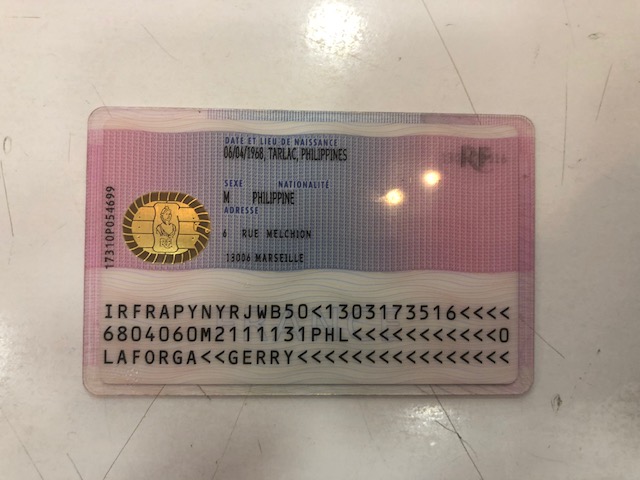 DATE ET LIEU DE NAISSANCE
06/04/1968, TARLAC, PHILIPPINES
RF
SEXE NATIONALITÉ
M PHILIPPINE
ADRESSE
6 RUE MELCHION
13006 MARSEILLE
17310P054699
IRFRAPYNYRJWB50<1303173516<<<<
6804060M2111131PHL<<<<<<<<<<<0
LAFORGA<<GERRY<<<<<<<<<<<<<<<<